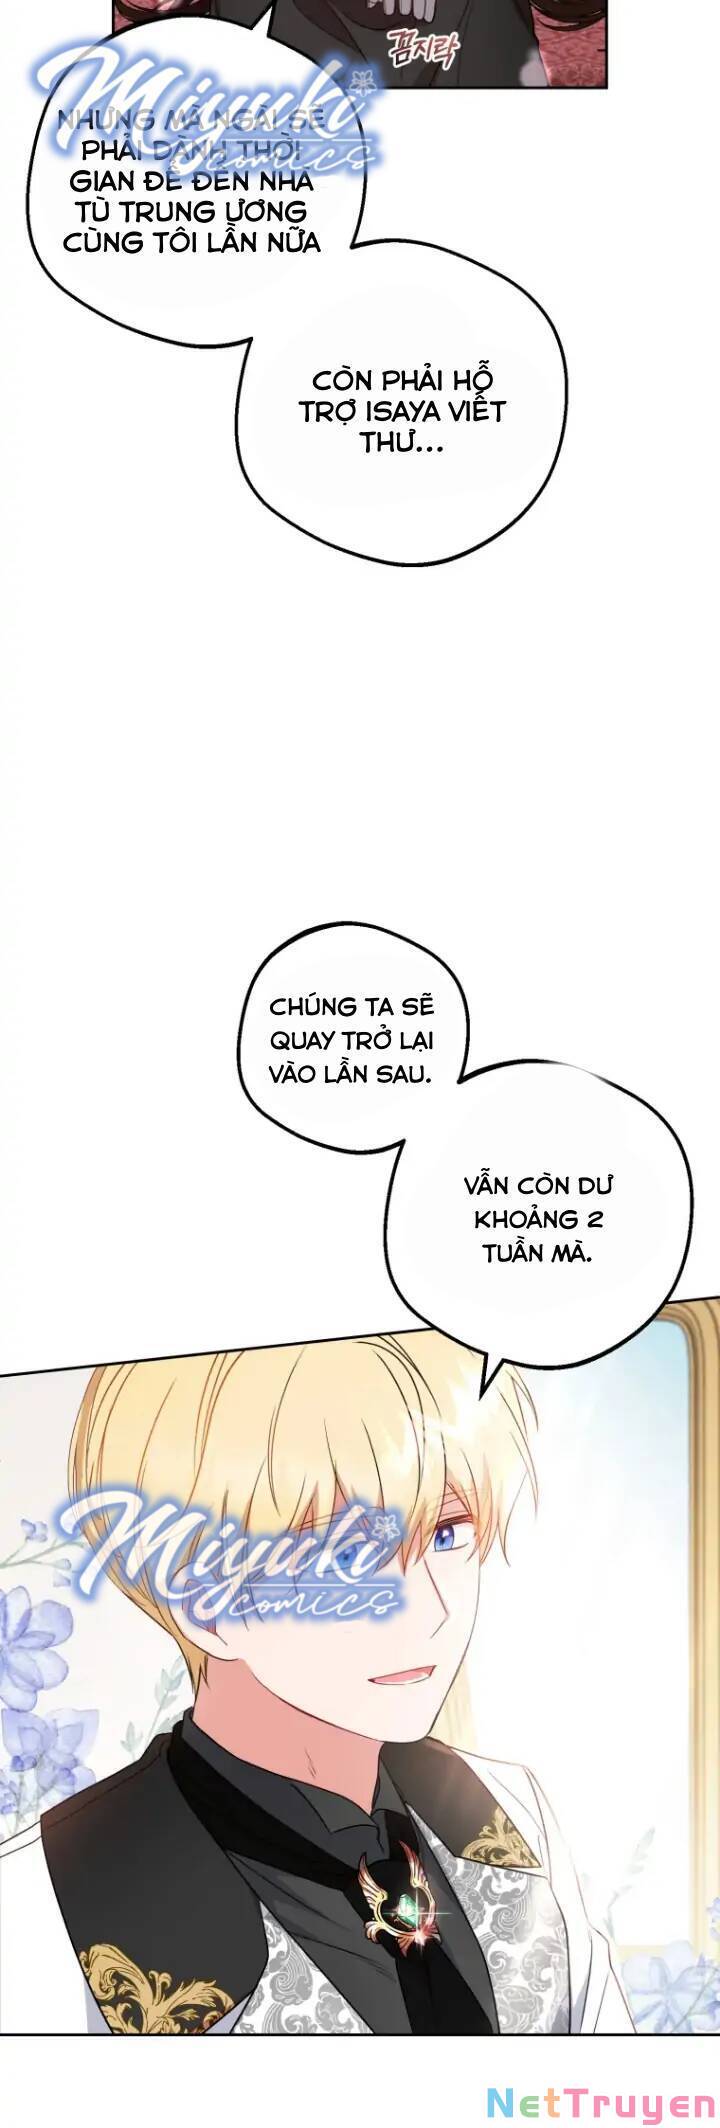 꼼지락
NHƯNG MÀ NGÀI SẼ
PHẢI DÀNH THỜI
GIAN ĐỂ ĐẾN NHÀ
TÙ TRUNG ƯƠNG
CÙNG TÔI LẦN NỮA
Miyuki
comics
CÒN PHẢI HỖ
TRỢ ISAYA VIẾT
THƯ...
CHÚNG TA SẼ
QUAY TRỞ LẠI
VÀO LẦN SAU.
VẪN CÒN DƯ
KHOẢNG 2
TUẦN MÀ.
Miyuki
comics
NetTruyen